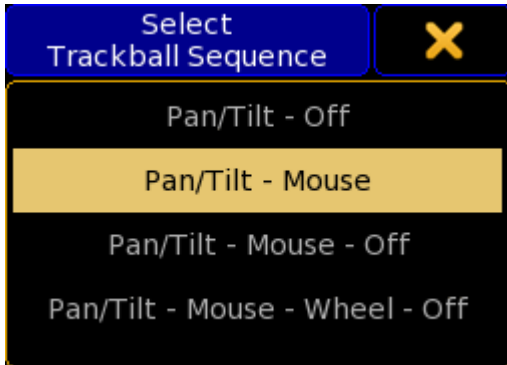 Select
Trackball Sequence
Pan/Tilt - Off
Pan/Tilt - Mouse
Pan/Tilt - Mouse - Off
Pan/Tilt - Mouse - Wheel - Off